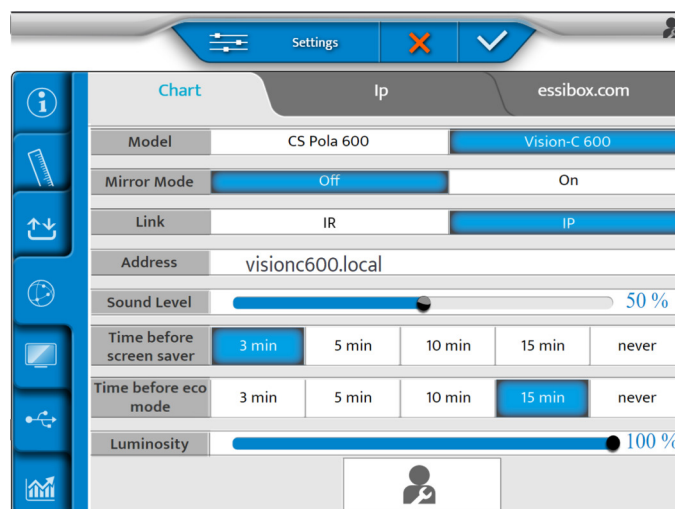 Settings
Chart Ip essibox.com
Model CS Pola 600 Vision-C 600
Mirror Mode Off On
Link IR IP
Address visionc600.local
Sound Level 50 %
Time before
screen saver 3 min 5 min 10 min 15 min never
Time before eco
mode 3 min 5 min 10 min 15 min never
Luminosity 100 %